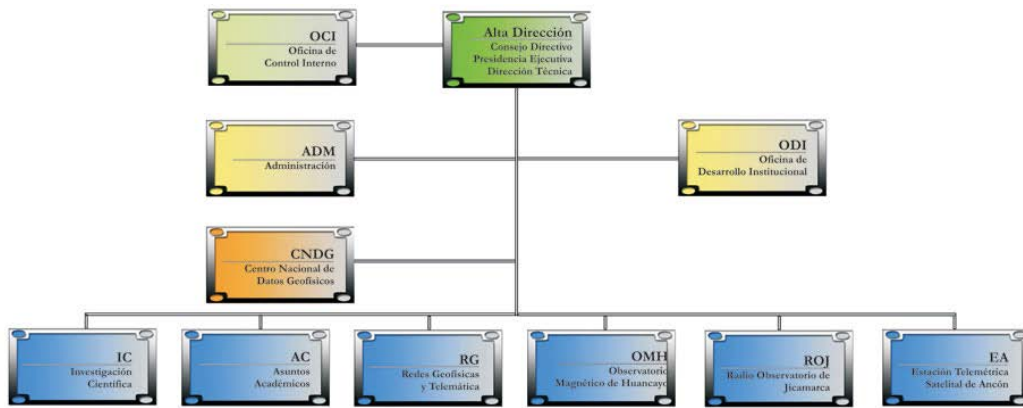 OCI
Oficina de
Control Interno
Alta Dirección
Consejo Directivo
Presidencia Ejecutiva
Dirección Técnica
ADM
Administración
ODI
Oficina de
Desarrollo Institucional
CNDG
Centro Nacional de
Datos Geofísicos
IC
Investigación
Científica
AC
Asuntos
Académicos
RG
Redes Geofísicas
y Telemática
OMH
Observatorio
Magnético de Huancayo
ROJ
Radio Observatorio de
Jicamarca
EA
Estación Telemétrica
Satelital de Ancón